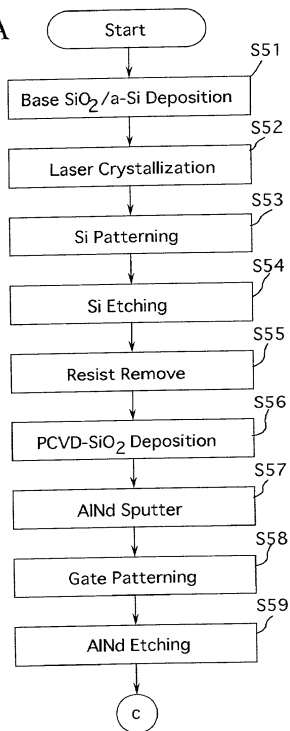 A
Start
S51
Base SiO₂/a-Si Deposition
S52
Laser Crystallization
S53
Si Patterning
S54
Si Etching
S55
Resist Remove
S56
PCVD-SiO₂ Deposition
S57
AlNd Sputter
S58
Gate Patterning
S59
AlNd Etching
c